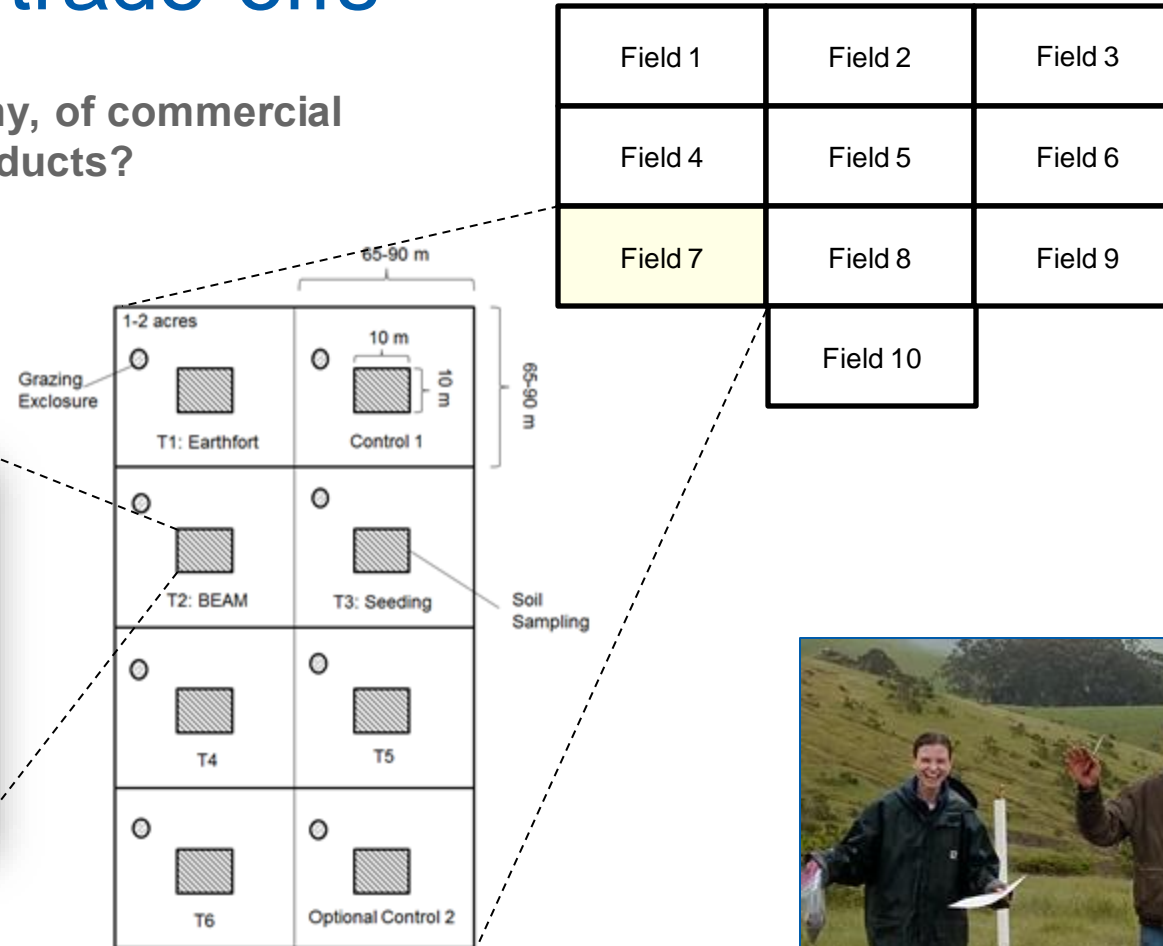 trade-offs
, of commercial
ducts?
Field 1
Field 2
Field 3
Field 4
Field 5
Field 6
Field 7
Field 8
Field 9
Field 10
65-90 m
1-2 acres
10 m
10 m
65-90 m
Grazing
Exclosure
T1: Earthfort
Control 1
T2: BEAM
T3: Seeding
Soil
Sampling
T4
T5
T6
Optional Control 2